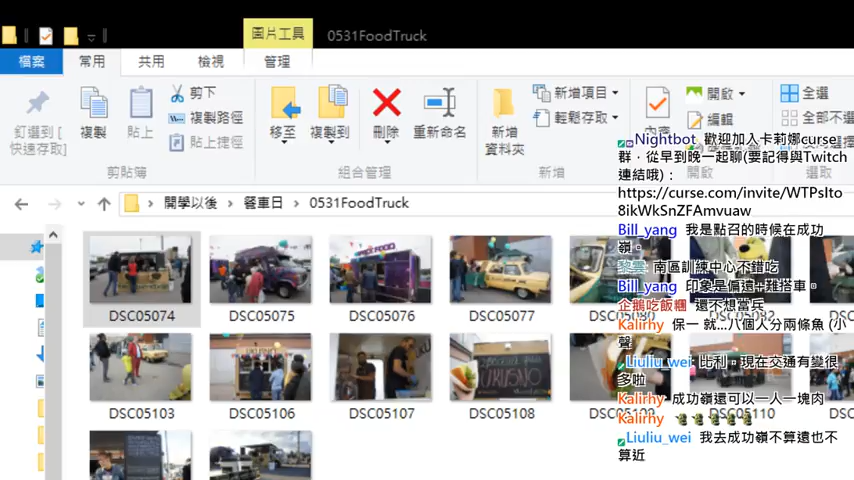 圖片工具 0531FoodTruck
檔案 常用 共用 檢視 管理
釘選到 [
快速存取]
複製
貼上
剪下
複製路徑
貼上捷徑
移至
複製到
刪除
重新命名
新增
資料夾
新增項目
輕鬆存取
內容
開啟
編輯
全選
全部不選
剪貼簿 組合管理 新增 開啟 選取
開學以後 餐車日 0531FoodTruck
DSC05074 DSC05075 DSC05076 DSC05077 DSC05080
DSC05103 DSC05106 DSC05107 DSC05108 DSC05110
UKUSNO
Nightbot 歡迎加入卡莉娜curse
群，從早到晚一起聊(要記得與Twitch
連結哦)：
https://curse.com/invite/WTPsIto
8ikWkSnZFAmvuaw
Bill_yang 我是點召的時候在成功
嶺。
黎雲 南區訓練中心不錯吃
Bill_yang 印象是偏遠+難搭車。
企鵝吃飯糰 還不想當兵
Kalirhy 保一 就...八個人分兩條魚 (小
聲
Liuliu_wei 比利，現在交通有變很
多啦
Kalirhy 成功嶺還可以一人一塊肉
Kalirhy
Liuliu_wei 我去成功嶺不算遠也不
算近